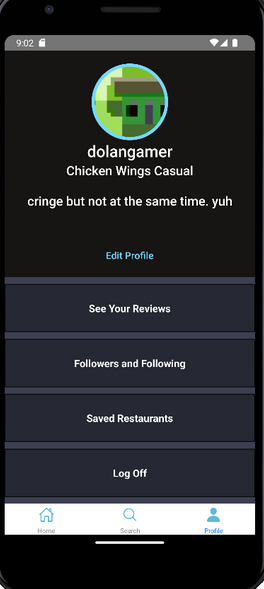 9:02
dolangamer
Chicken Wings Casual
cringe but not at the same time. yuh
Edit Profile
See Your Reviews
Followers and Following
Saved Restaurants
Log Off
Home
Search
Profile